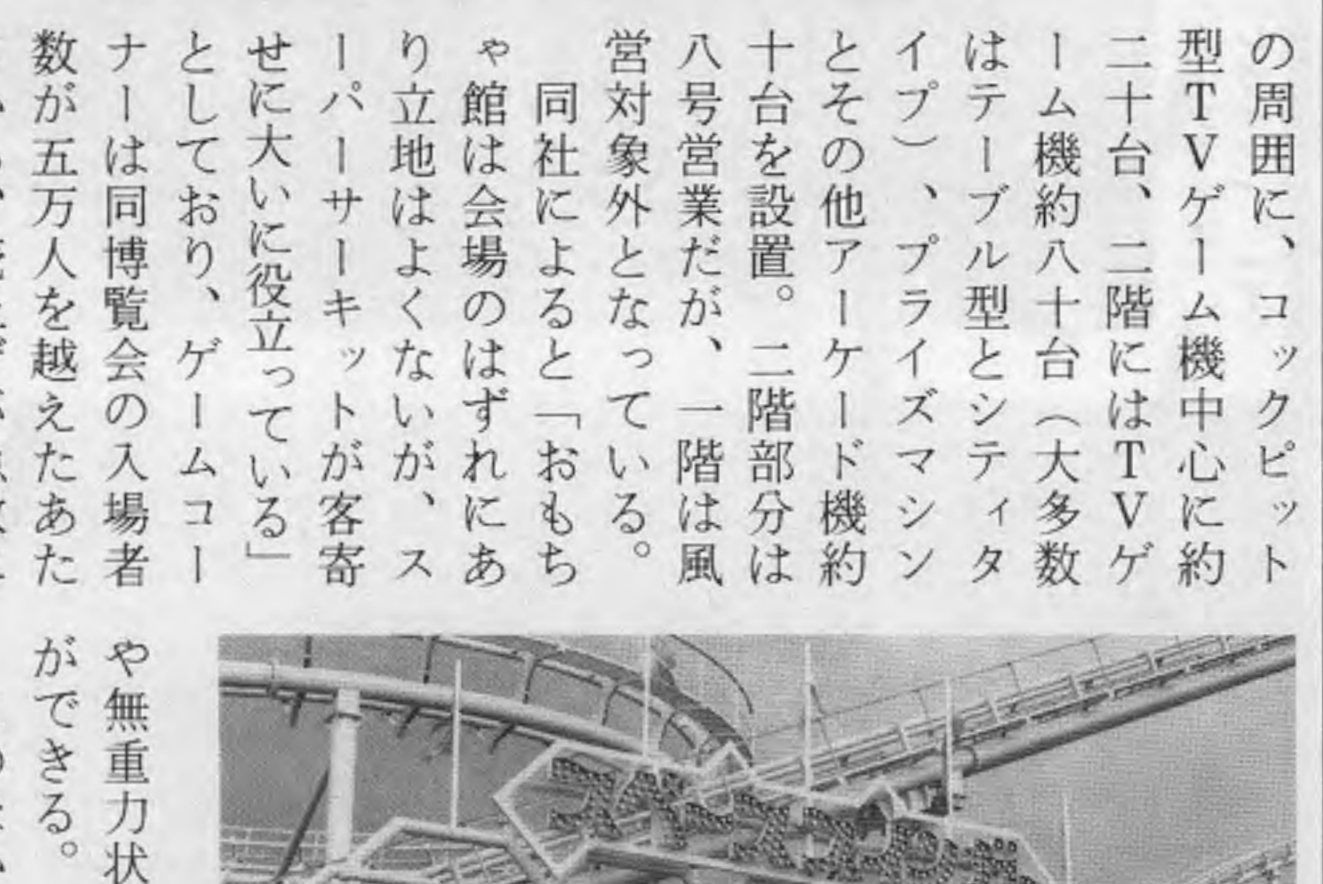 の周囲に、コックピット
型TVゲーム機中心に約
二十台、二階にはTVゲ
ーム機約八十台（大多数
はテーブル型とシティタ
イプ）、プライズマシン
とその他アーケード機約
十台を設置。二階部分は
八号営業だが、一階は風
営対象外となっている。
同社によると「おもち
ゃ館は会場のはずれにあ
り立地はよくないが、ス
ーパーサーキットが客寄
せに大いに役立っている」
としており、ゲームコー
ナーは同博覧会の入場者
数が五万人を越えたあた
や無重力状
ができる。